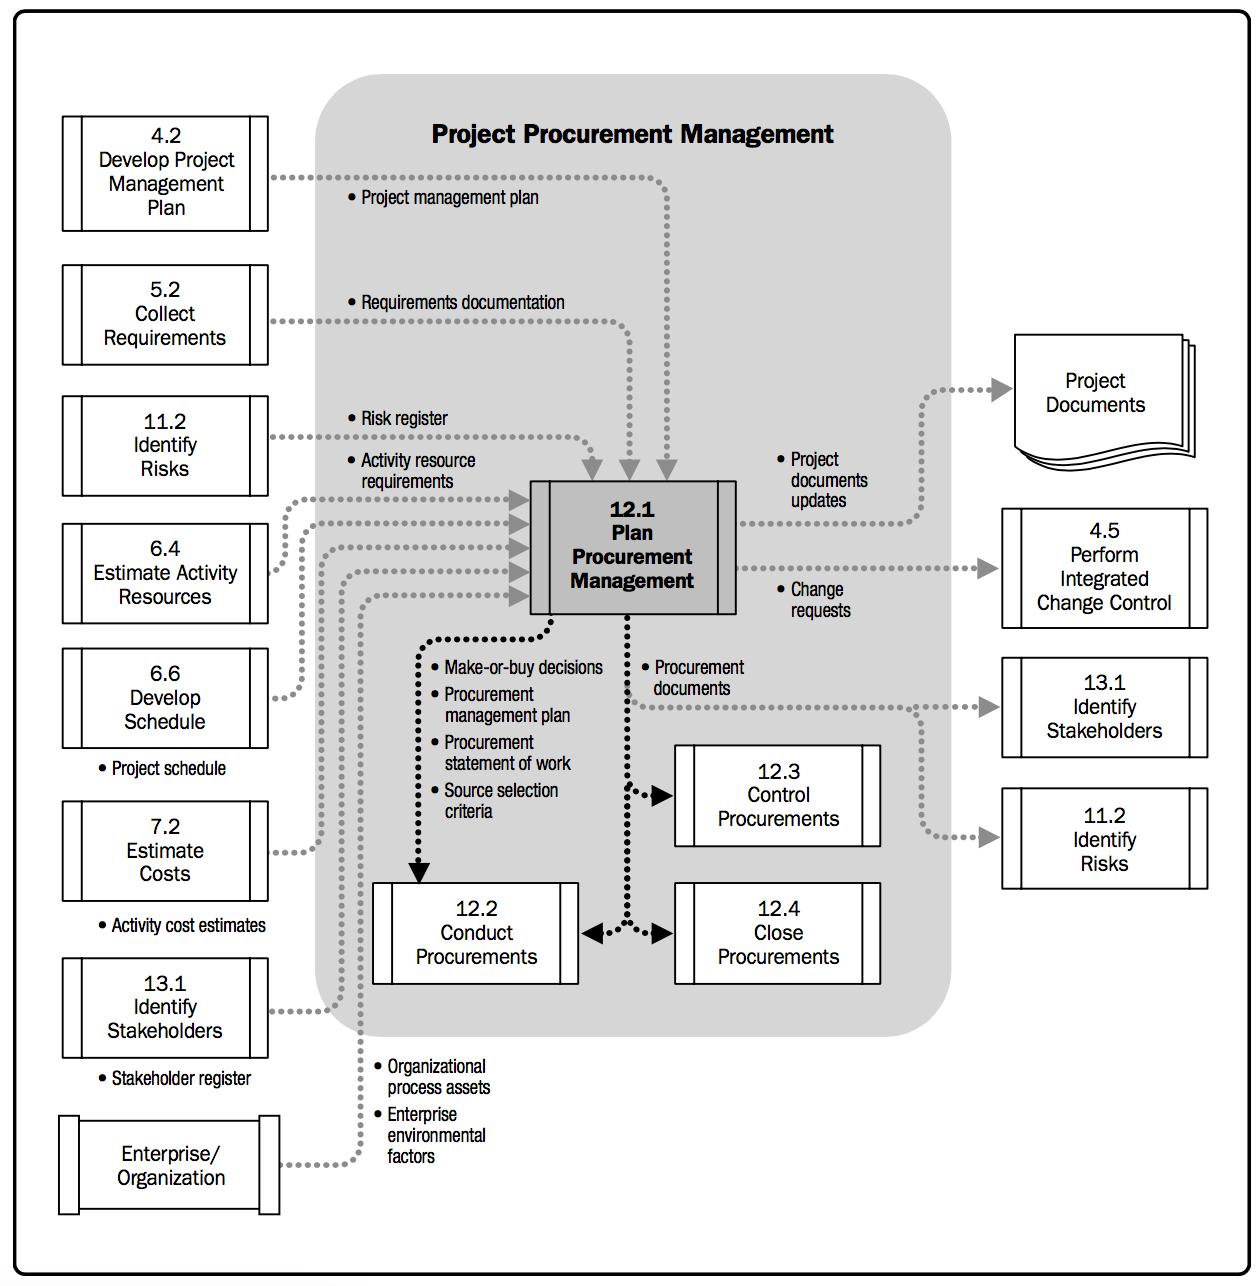 Project Procurement Management
4.2
Develop Project
Management
Plan
• Project management plan
5.2
Collect
Requirements
• Requirements documentation
11.2
Identify
Risks
• Risk register
• Activity resource
requirements
6.4
Estimate Activity
Resources
6.6
Develop
Schedule
• Project schedule
7.2
Estimate
Costs
• Activity cost estimates
13.1
Identify
Stakeholders
• Stakeholder register
Enterprise/
Organization
• Organizational
process assets
• Enterprise
environmental
factors
12.1
Plan
Procurement
Management
• Make-or-buy decisions
• Procurement
management plan
• Procurement
statement of work
• Source selection
criteria
• Procurement
documents
12.2
Conduct
Procurements
12.3
Control
Procurements
12.4
Close
Procurements
• Project
documents
updates
• Change
requests
Project
Documents
4.5
Perform
Integrated
Change Control
13.1
Identify
Stakeholders
11.2
Identify
Risks